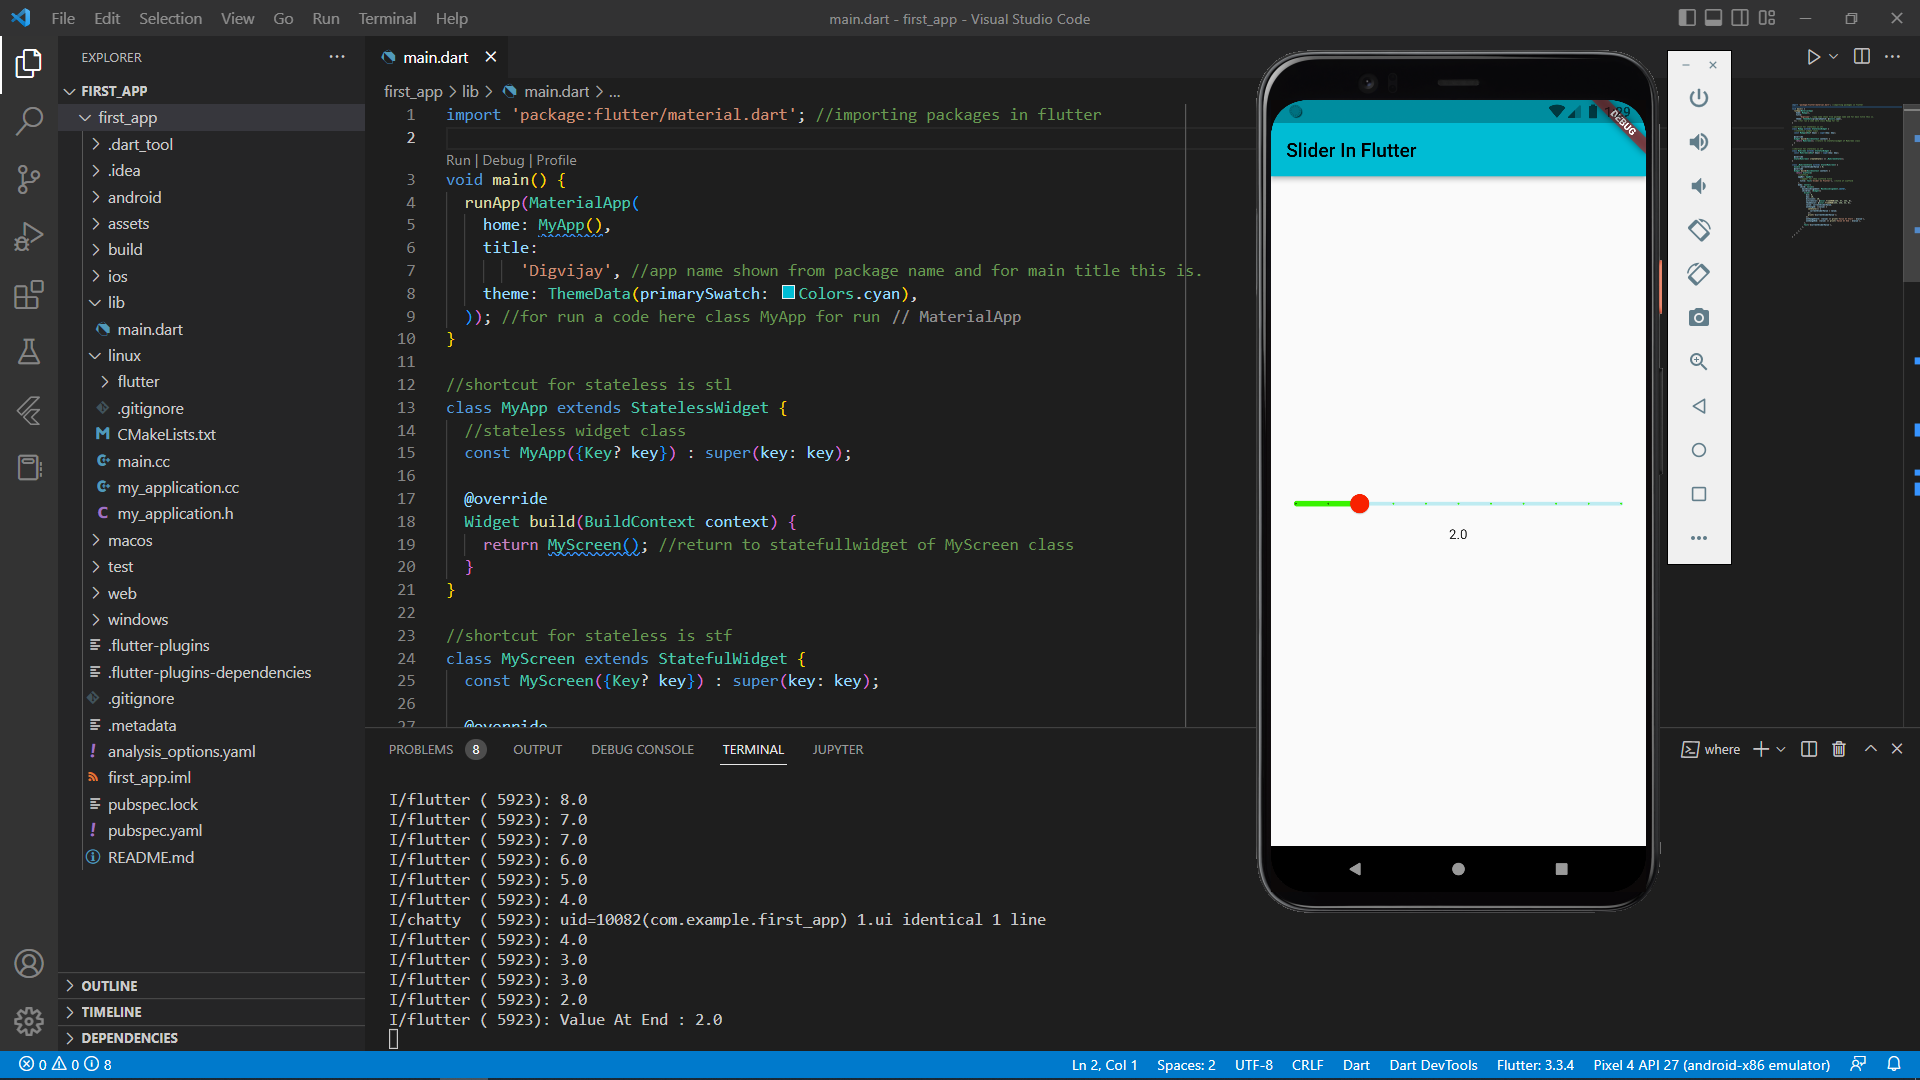 File Edit Selection View Go Run Terminal Help
main.dart - first_app - Visual Studio Code
EXPLORER
FIRST_APP
first_app
.dart_tool
.idea
android
assets
build
ios
lib
main.dart
linux
flutter
.gitignore
CMakeLists.txt
main.cc
my_application.cc
my_application.h
macos
test
web
windows
.flutter-plugins
.flutter-plugins-dependencies
.gitignore
.metadata
analysis_options.yaml
first_app.iml
pubspec.lock
pubspec.yaml
README.md
OUTLINE
TIMELINE
DEPENDENCIES
main.dart
first_app > lib > main.dart > ...
1 import 'package:flutter/material.dart'; //importing packages in flutter
2
Run | Debug | Profile
3 void main() {
4 runApp(MaterialApp(
5 home: MyApp(),
6 title:
7 'Digvijay', //app name shown from package name and for main title this is.
8 theme: ThemeData(primarySwatch: Colors.cyan),
9 )); //for run a code here class MyApp for run // MaterialApp
10 }
11
12 //shortcut for stateless is stl
13 class MyApp extends StatelessWidget {
14 //stateless widget class
15 const MyApp({Key? key}) : super(key: key);
16
17 @override
18 Widget build(BuildContext context) {
19 return MyScreen(); //return to statefullwidget of MyScreen class
20 }
21 }
22
23 //shortcut for stateless is stf
24 class MyScreen extends StatefulWidget {
25 const MyScreen({Key? key}) : super(key: key);
26
27 @override
DEBUG
Slider In Flutter
2.0
PROBLEMS 8 OUTPUT DEBUG CONSOLE TERMINAL JUPYTER
where
I/flutter ( 5923): 8.0
I/flutter ( 5923): 7.0
I/flutter ( 5923): 7.0
I/flutter ( 5923): 6.0
I/flutter ( 5923): 5.0
I/flutter ( 5923): 4.0
I/chatty  ( 5923): uid=10082(com.example.first_app) 1.ui identical 1 line
I/flutter ( 5923): 4.0
I/flutter ( 5923): 3.0
I/flutter ( 5923): 3.0
I/flutter ( 5923): 2.0
I/flutter ( 5923): Value At End : 2.0
0 0 8
Ln 2, Col 1 Spaces: 2 UTF-8 CRLF Dart Dart DevTools Flutter: 3.3.4 Pixel 4 API 27 (android-x86 emulator)